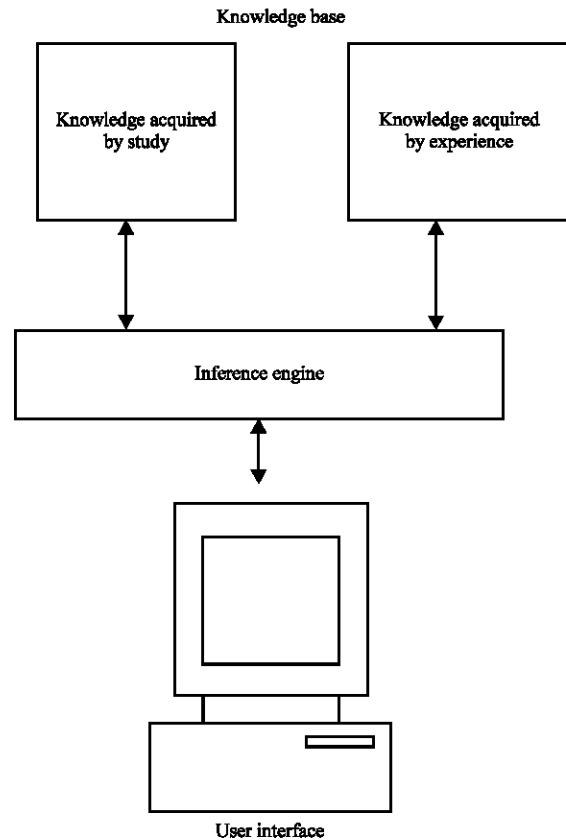 Knowledge base
Knowledge acquired
by study
Knowledge acquired
by experience
Inference engine
User interface